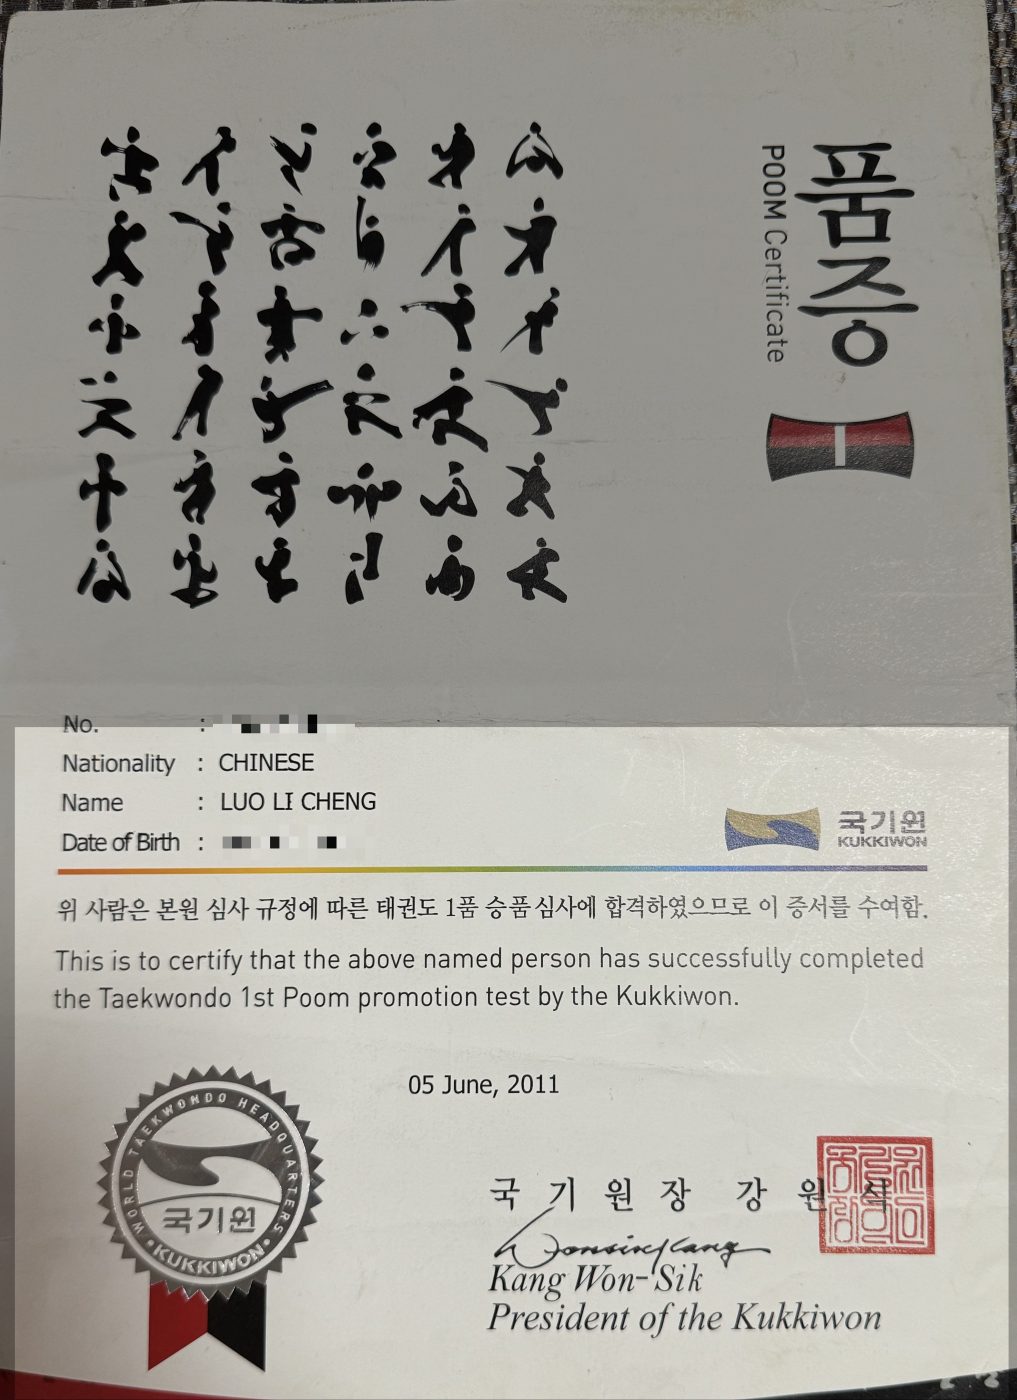 품증
POOM Certificate
No. :
Nationality : CHINESE
Name : LUO LI CHENG
Date of Birth :
국기원
KUKKIWON
위 사람은 본원 심사 규정에 따른 태권도 1품 승품 심사에 합격하였으므로 이 증서를 수여함.
This is to certify that the above named person has successfully completed
the Taekwondo 1st Poom promotion test by the Kukkiwon.
05 June, 2011
WORLD TAEKWONDO HEADQUARTERS
국기원
KUKKIWON
국 기 원 장 강 원 식
Kang Won-Sik
President of the Kukkiwon